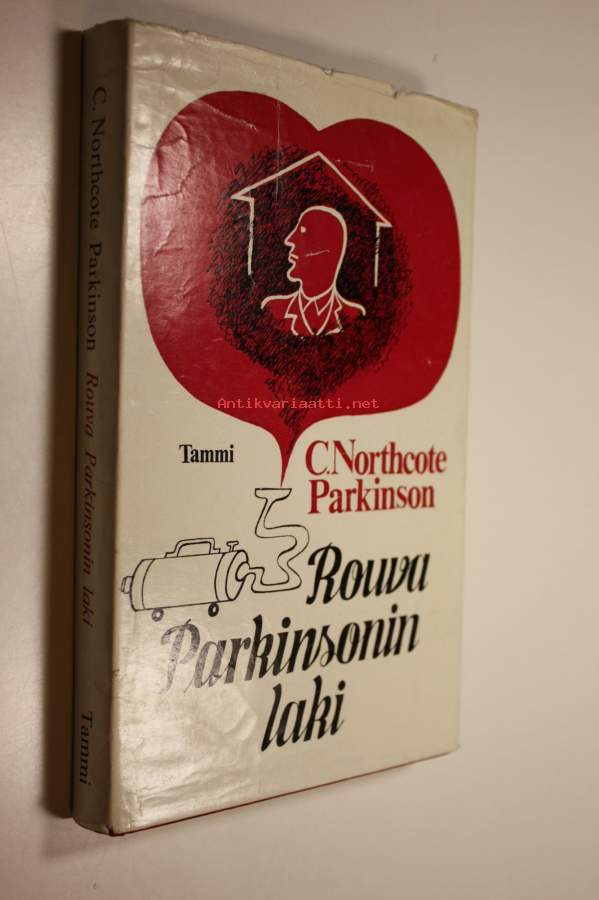 C. Northcote Parkinson Rouva Parkinsonin laki Tammi
Antikvariaatti.net
Tammi
C.Northcote
Parkinson
Rouva
Parkinsonin
laki